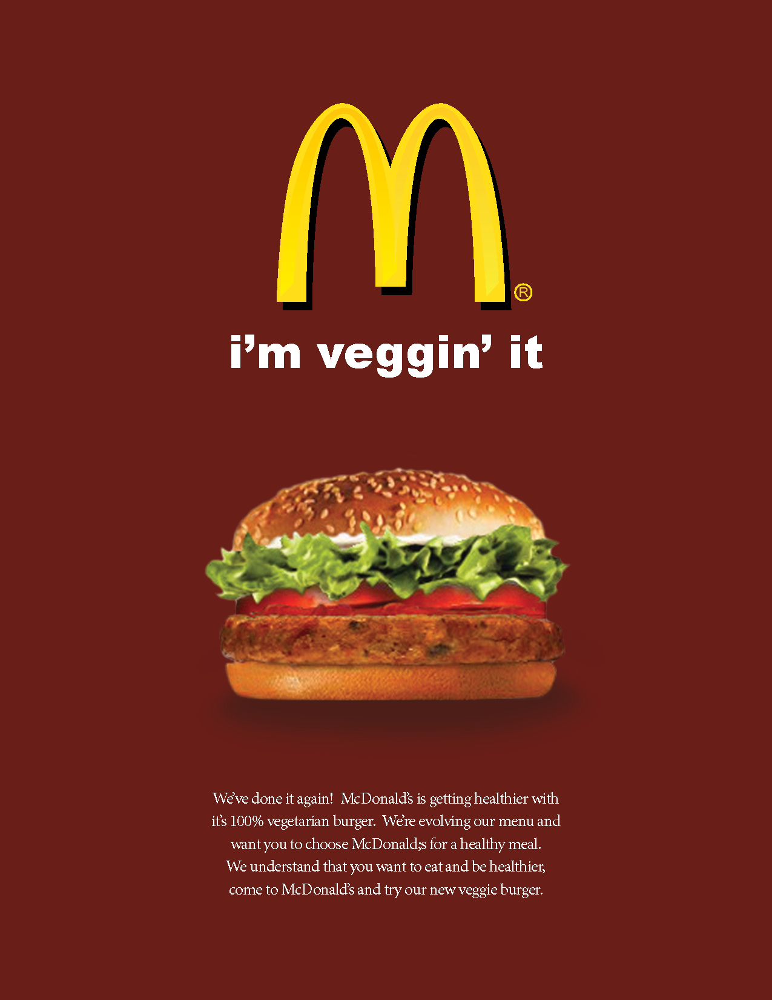 ®
i’m veggin’ it
We’ve done it again!  McDonald’s is getting healthier with
it’s 100% vegetarian burger.  We’re evolving our menu and
want you to choose McDonald;s for a healthy meal.
We understand that you want to eat and be healthier,
come to McDonald’s and try our new veggie burger.